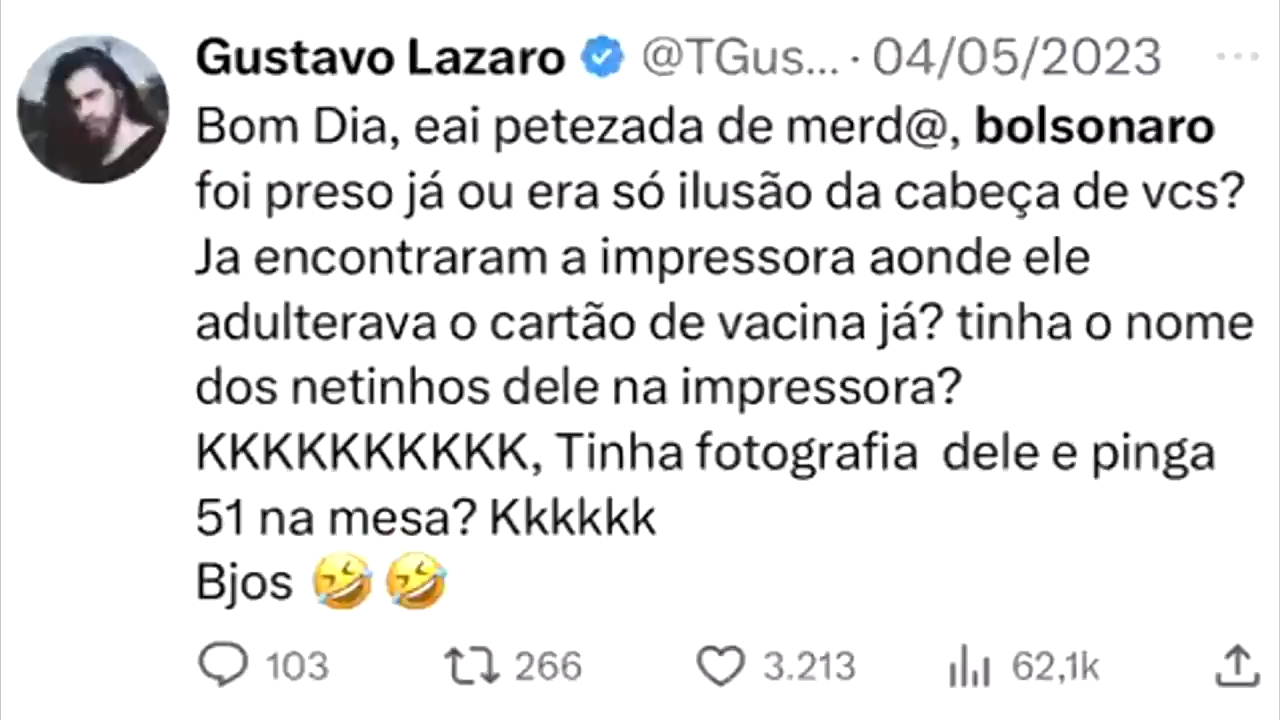 Gustavo Lazaro @TGus... · 04/05/2023
Bom Dia, eai petezada de merd@, bolsonaro
foi preso já ou era só ilusão da cabeça de vcs?
Ja encontraram a impressora aonde ele
adulterava o cartão de vacina já? tinha o nome
dos netinhos dele na impressora?
KKKKKKKKKK, Tinha fotografia dele e pinga
51 na mesa? Kkkkkk
Bjos 🤣 🤣
103 266 3.213 62,1k